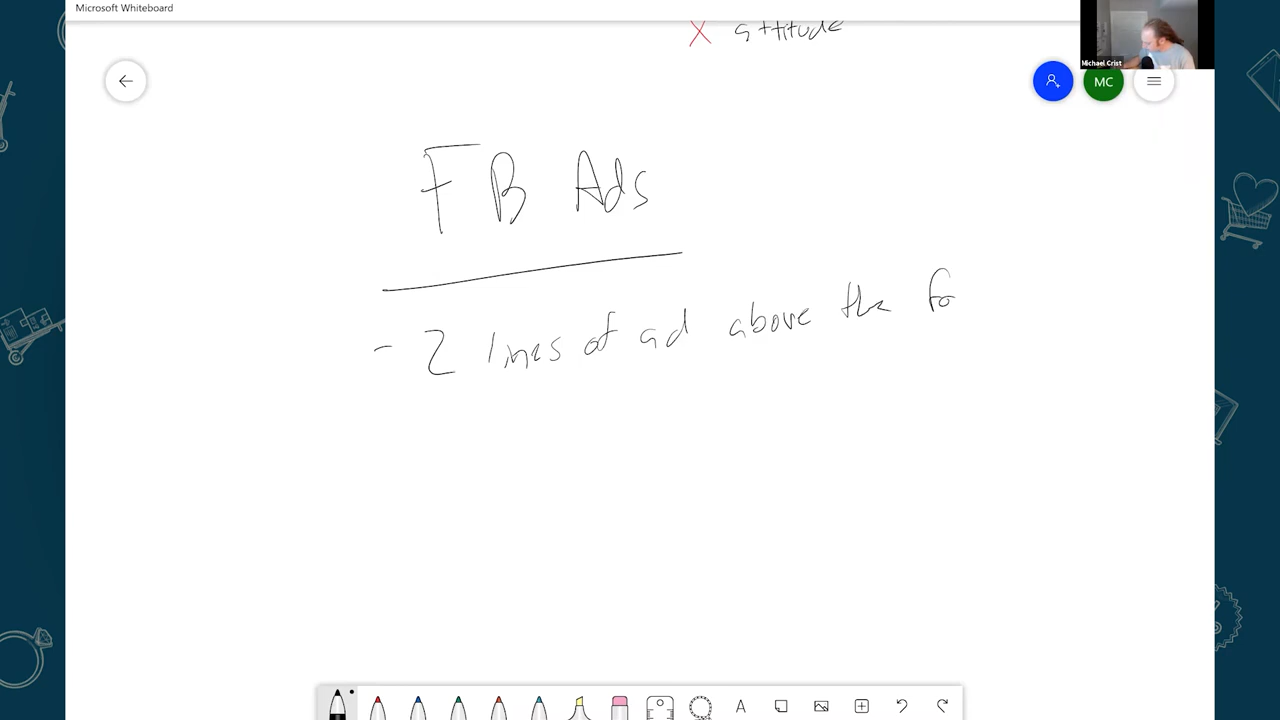 Microsoft Whiteboard
X attitude
Michael Crist
MC
FB Ads
- 2 lines of ad above the fo
A